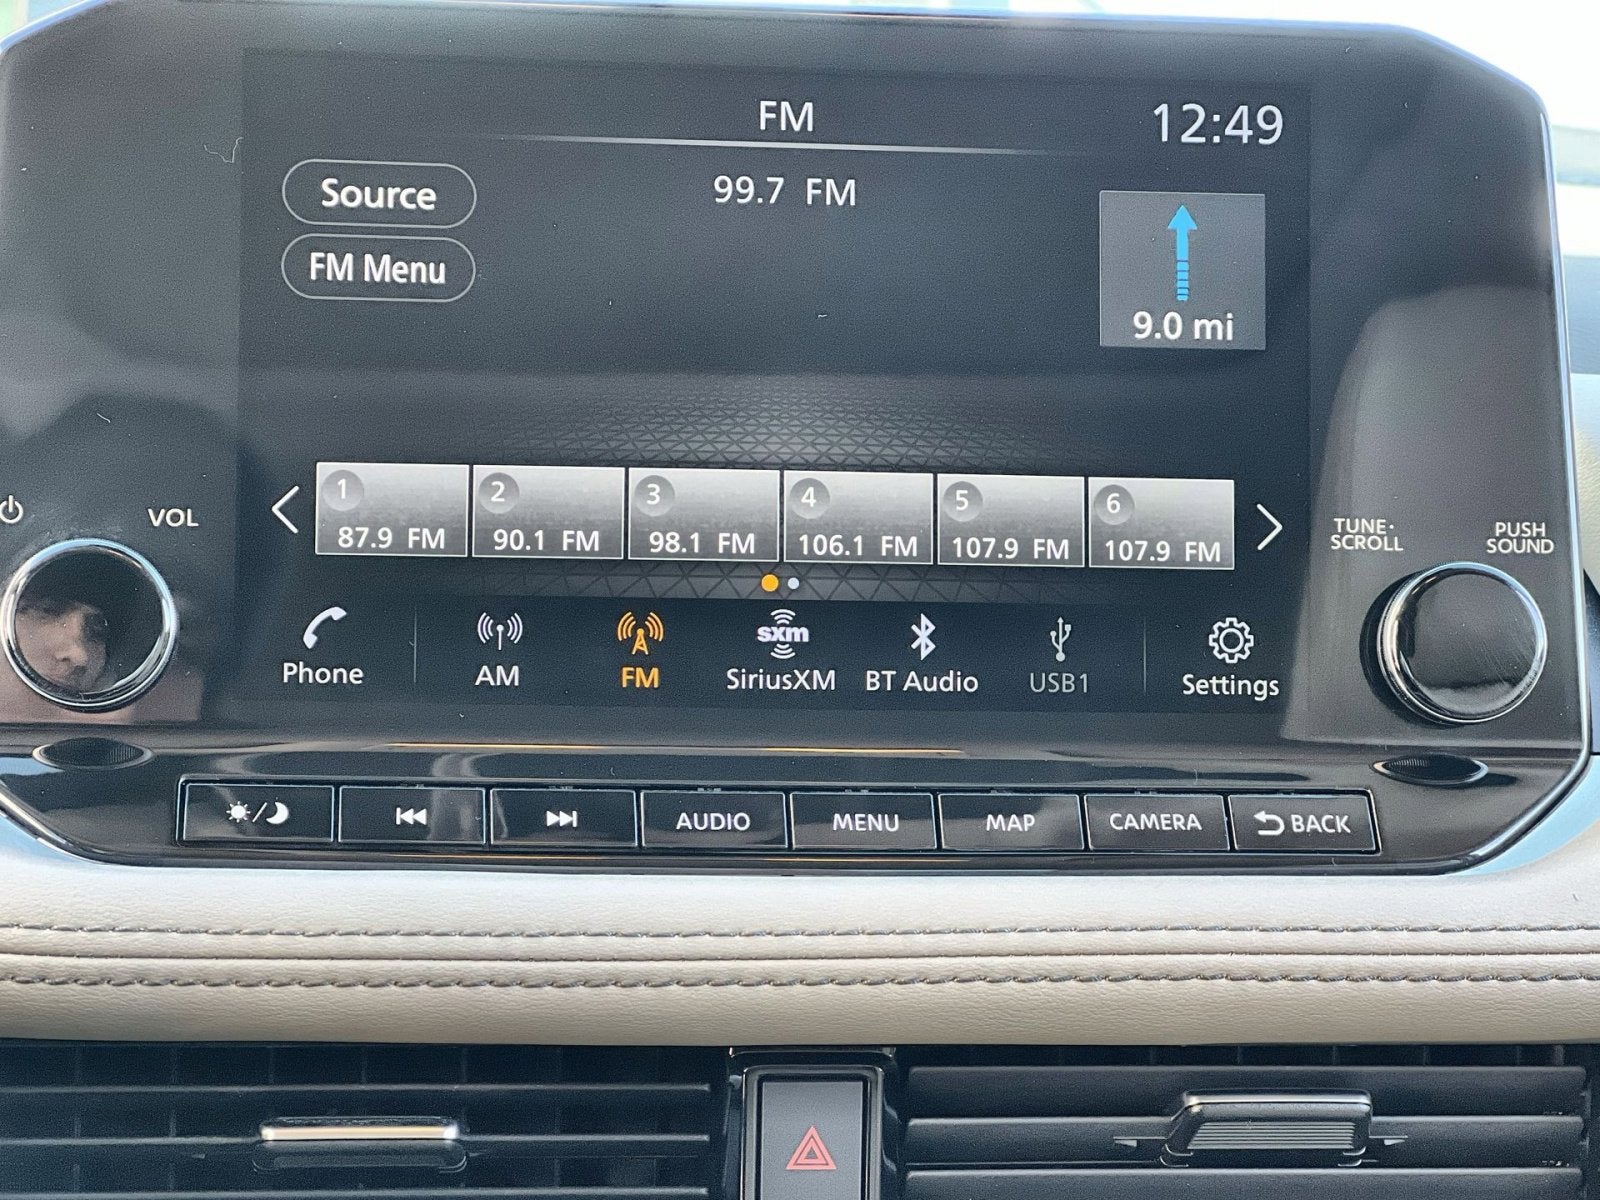 FM
12:49
Source
99.7 FM
FM Menu
9.0 mi
1 2 3 4 5 6
87.9 FM 90.1 FM 98.1 FM 106.1 FM 107.9 FM 107.9 FM
VOL
TUNE·
SCROLL
PUSH
SOUND
sxm
Phone AM FM SiriusXM BT Audio USB1 Settings
AUDIO MENU MAP CAMERA BACK